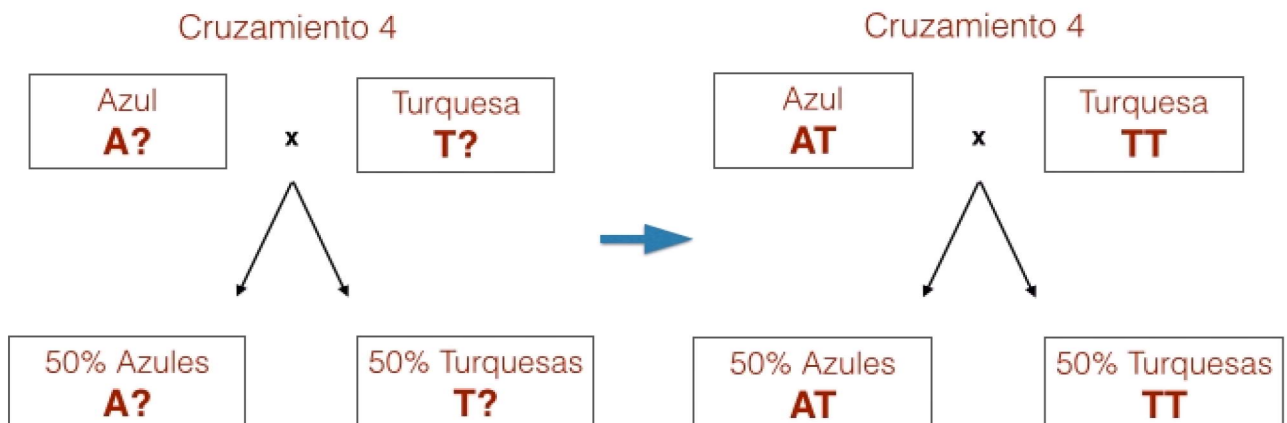 Cruzamiento 4
Azul
A?
x
Turquesa
T?
50% Azules
A?
50% Turquesas
T?
Cruzamiento 4
Azul
AT
x
Turquesa
TT
50% Azules
AT
50% Turquesas
TT